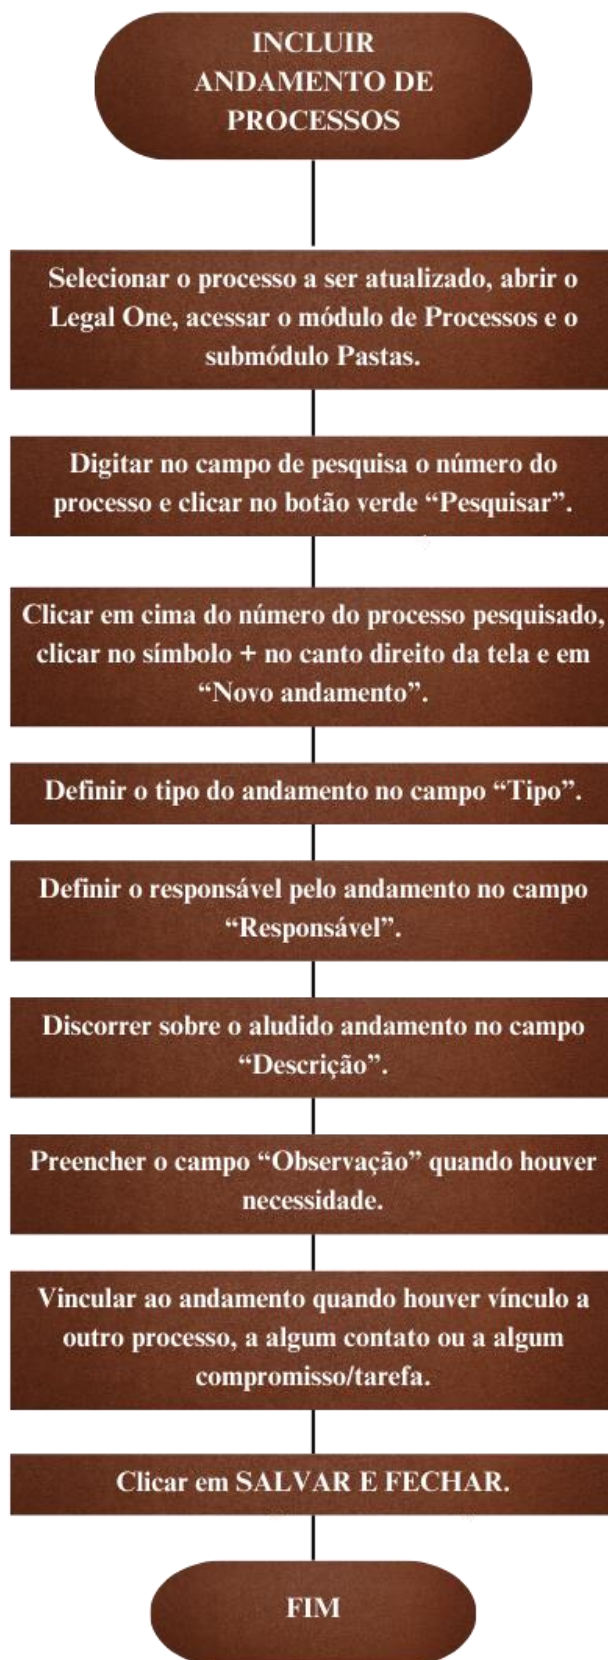 INCLUIR
ANDAMENTO DE
PROCESSOS
Selecionar o processo a ser atualizado, abrir o
Legal One, acessar o módulo de Processos e o
submódulo Pastas.
Digitar no campo de pesquisa o número do
processo e clicar no botão verde “Pesquisar”.
Clicar em cima do número do processo pesquisado,
clicar no símbolo + no canto direito da tela e em
“Novo andamento”.
Definir o tipo do andamento no campo “Tipo”.
Definir o responsável pelo andamento no campo
“Responsável”.
Discorrer sobre o aludido andamento no campo
“Descrição”.
Preencher o campo “Observação” quando houver
necessidade.
Vincular ao andamento quando houver vínculo a
outro processo, a algum contato ou a algum
compromisso/tarefa.
Clicar em SALVAR E FECHAR.
FIM